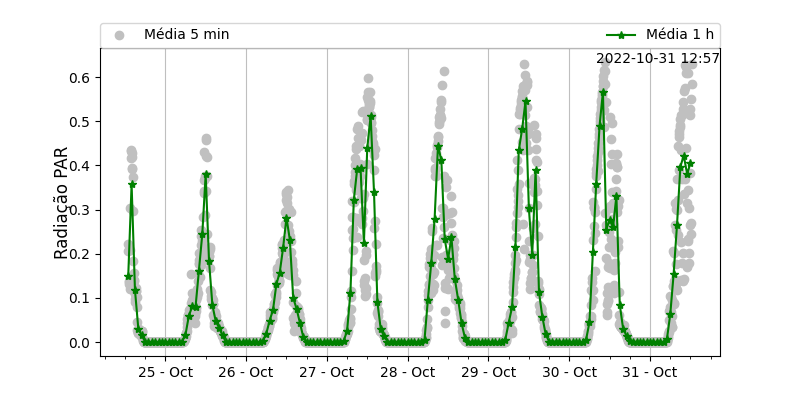 Média 5 min
Média 1 h
2022-10-31 12:57
Radiação PAR
0.6
0.5
0.4
0.3
0.2
0.1
0.0
25 - Oct
26 - Oct
27 - Oct
28 - Oct
29 - Oct
30 - Oct
31 - Oct